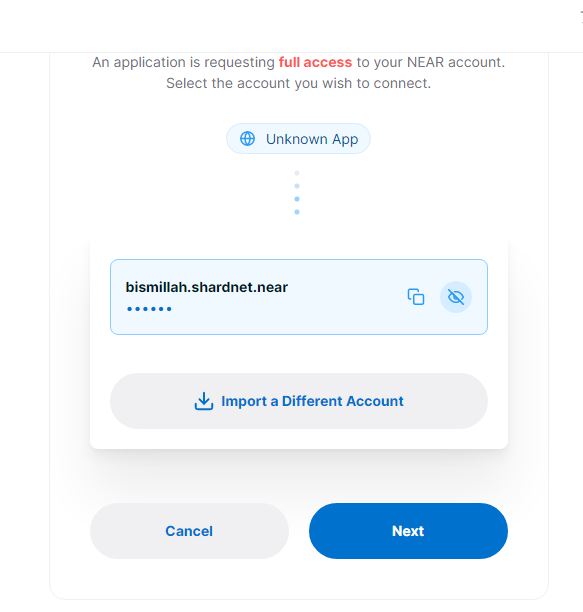 An application is requesting full access to your NEAR account.
Select the account you wish to connect.
Unknown App
bismillah.shardnet.near
••••••
Import a Different Account
Cancel
Next